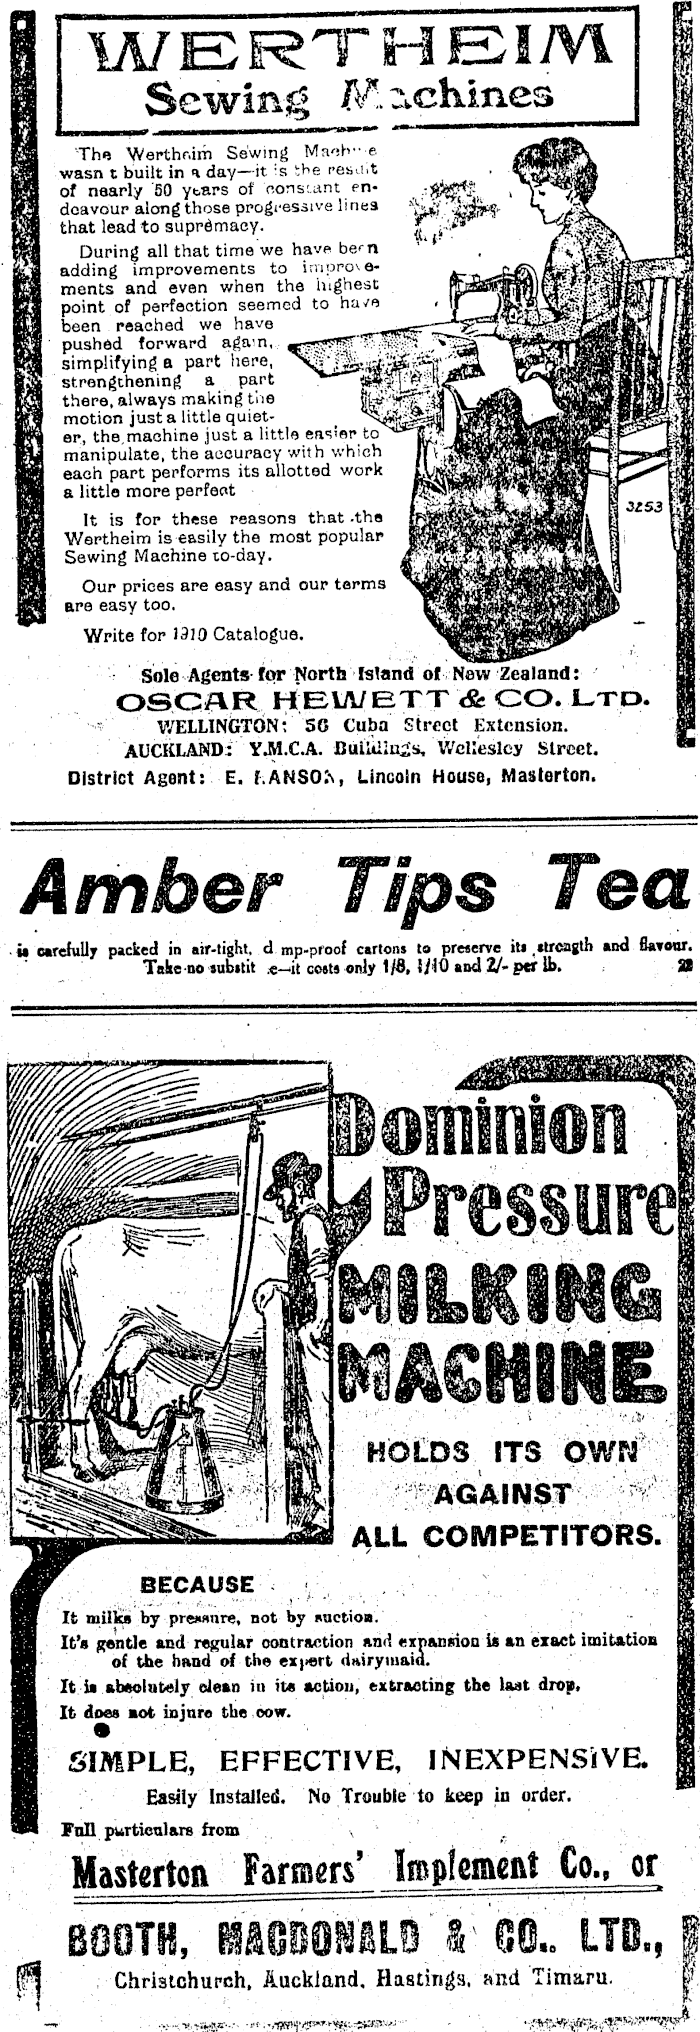 WERTHEIM
Sewing Machines
The Wertheim Sewing Machine
wasn t built in a day—it is the result
of nearly 50 years of constant en-
deavour along those progressive lines
that lead to supremacy.
During all that time we have been
adding improvements to improve-
ments and even when the highest
point of perfection seemed to have
been reached we have
pushed forward again,
simplifying a part here,
strengthening a part
there, always making the
motion just a little quiet-
er, the machine just a little easier to
manipulate, the accuracy with which
each part performs its allotted work
a little more perfect
It is for these reasons that the
Wertheim is easily the most popular
Sewing Machine to-day.
Our prices are easy and our terms
are easy too.
Write for 1910 Catalogue.
3253
Sole Agents for North Island of New Zealand:
OSCAR HEWETT & CO. LTD.
WELLINGTON: 56 Cuba Street Extension.
AUCKLAND: Y.M.C.A. Buildings, Wellesley Street.
District Agent: E. HANSON, Lincoln House, Masterton.
Amber Tips Tea
is carefully packed in air-tight, d mp-proof cartons to preserve its strength and flavour.
Take no substit e—it costs only 1/8, 1/10 and 2/- per lb. 22
Dominion
Pressure
MILKING
MACHINE
HOLDS ITS OWN
AGAINST
ALL COMPETITORS.
BECAUSE
It milks by pressure, not by suction.
It's gentle and regular contraction and expansion is an exact imitation
of the hand of the expert dairymaid.
It is absolutely clean in its action, extracting the last drop.
It does not injure the cow.
SIMPLE, EFFECTIVE, INEXPENSIVE.
Easily Installed. No Trouble to keep in order.
Full particulars from
Masterton Farmers' Implement Co., or
BOOTH, MACDONALD & CO., LTD.,
Christchurch, Auckland, Hastings, and Timaru.